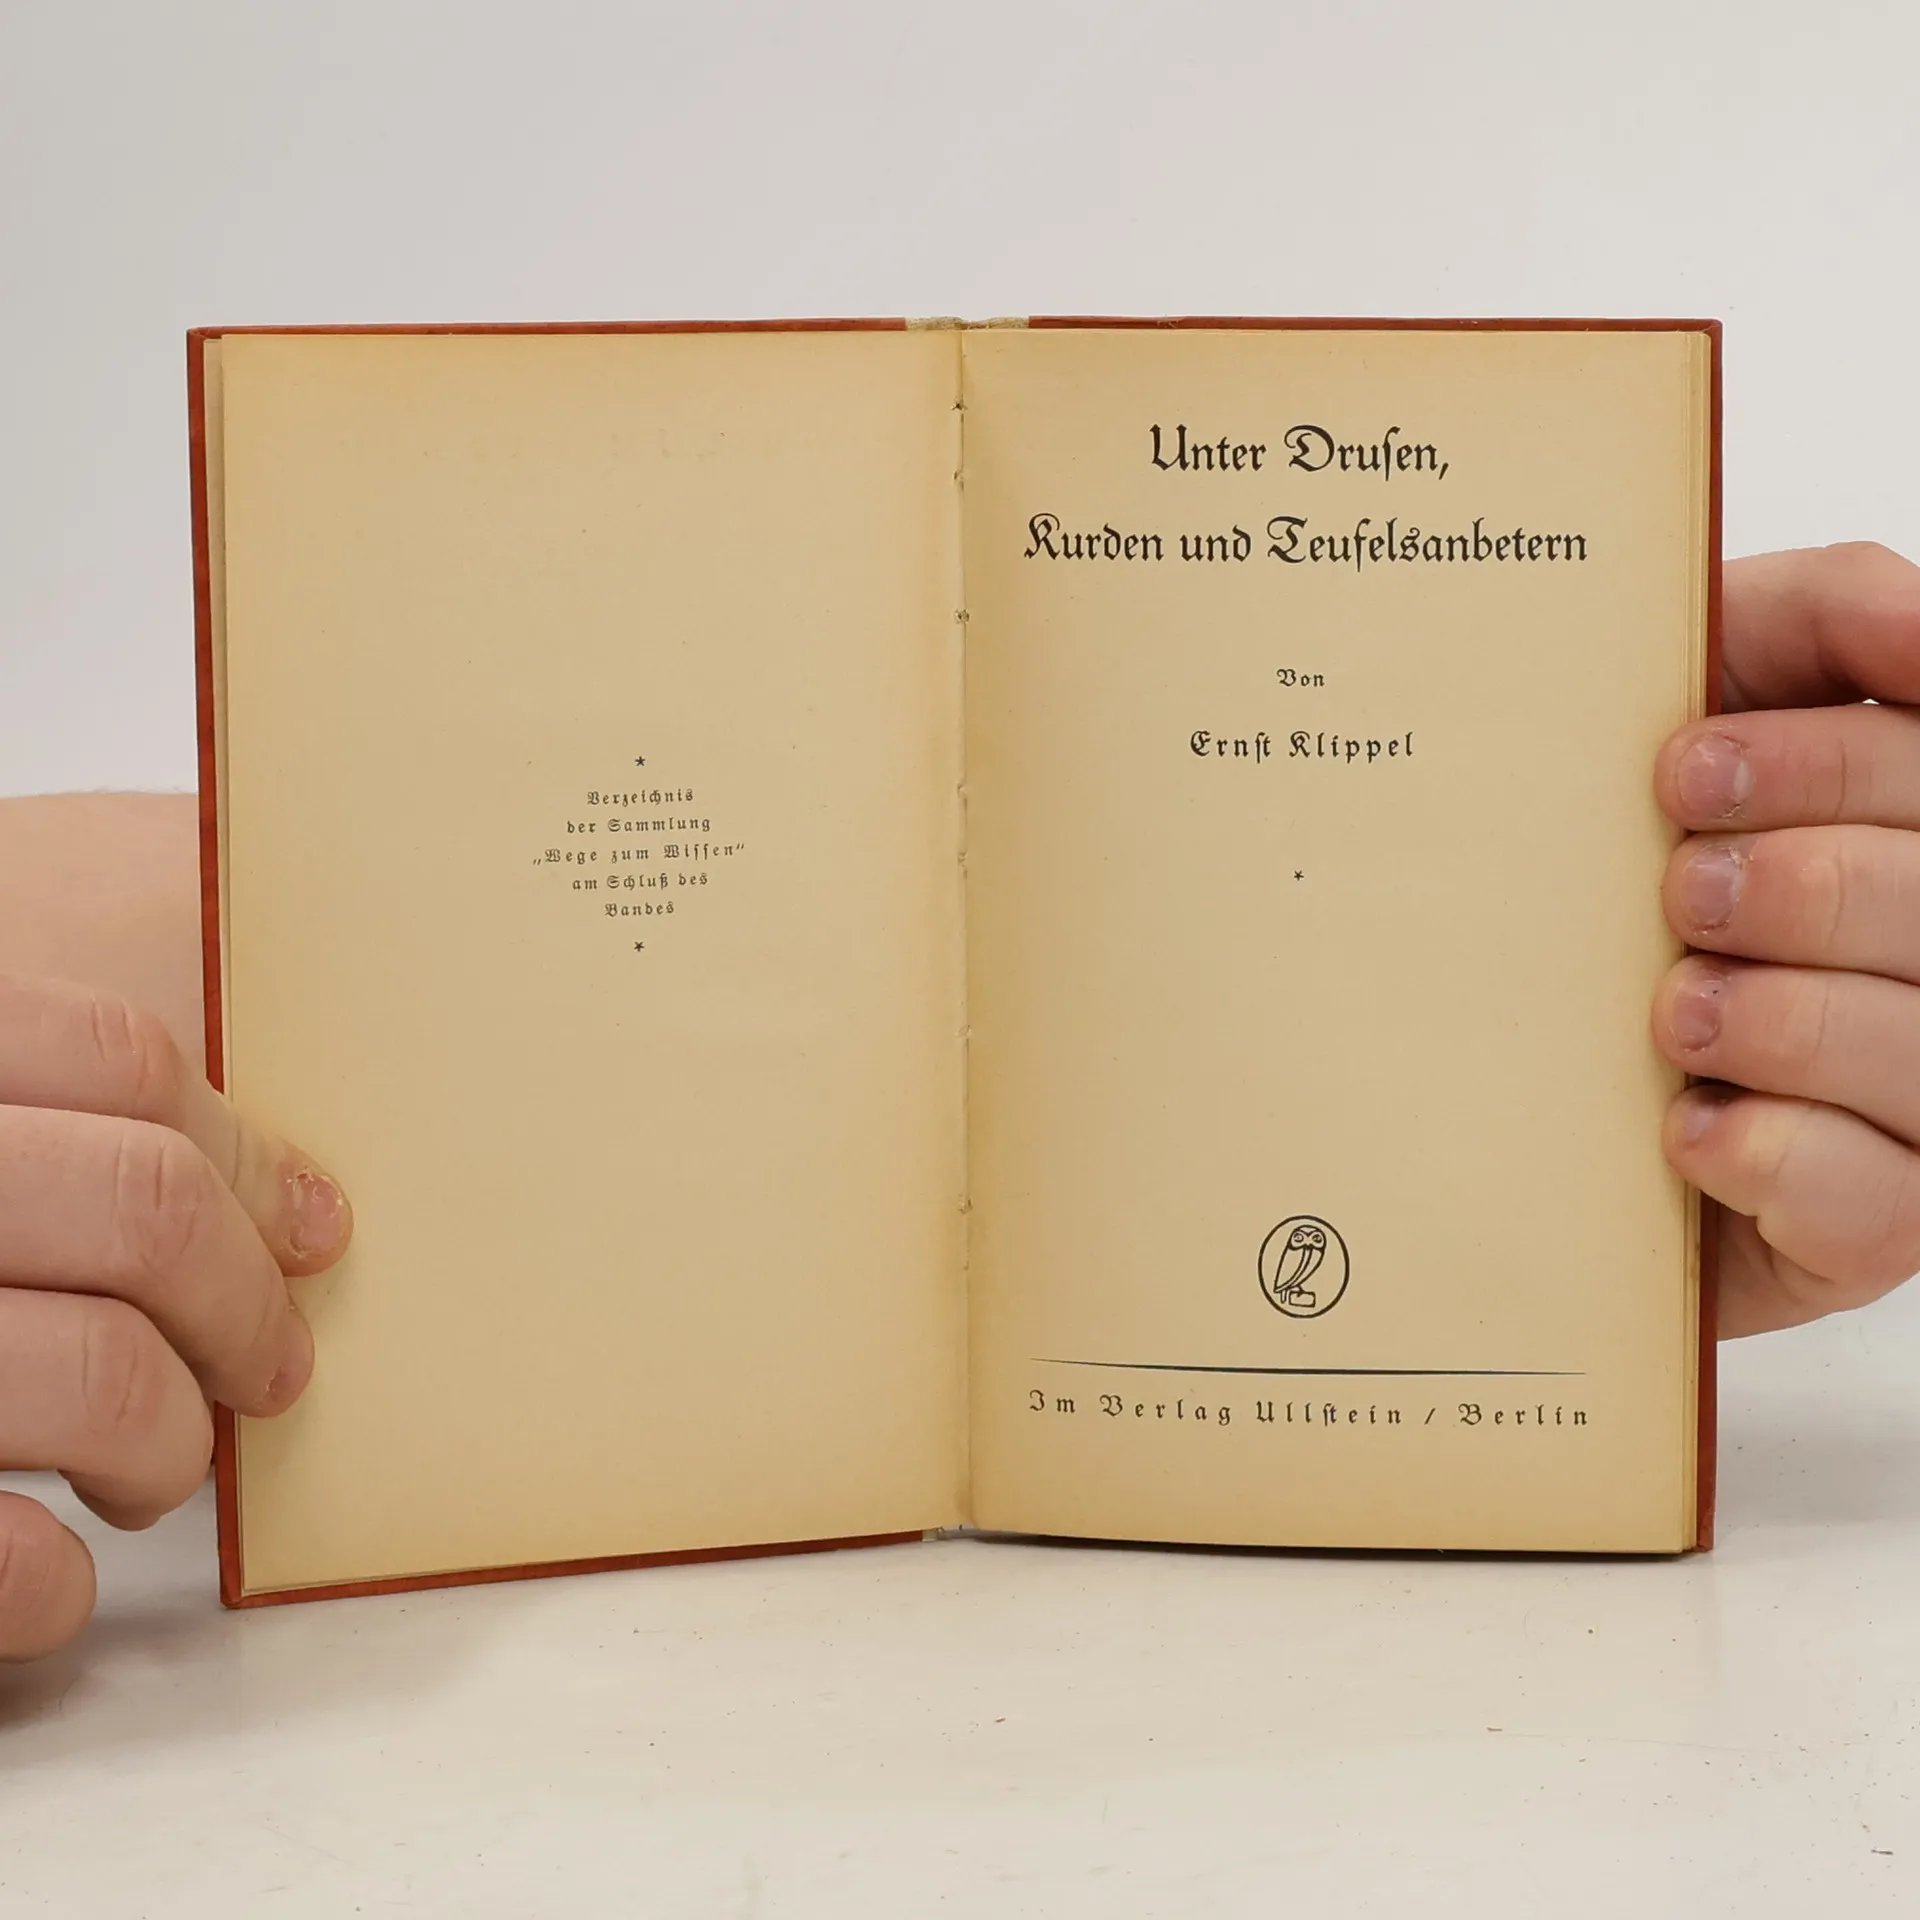 *
Verzeichnis
der Sammlung
„Wege zum Wiſſen“
am Schluß des
Bandes
*
Unter Druſen,
Kurden und Teufelsanbetern
Von
Ernſt Klippel
*
Im Verlag Ullſtein / Berlin